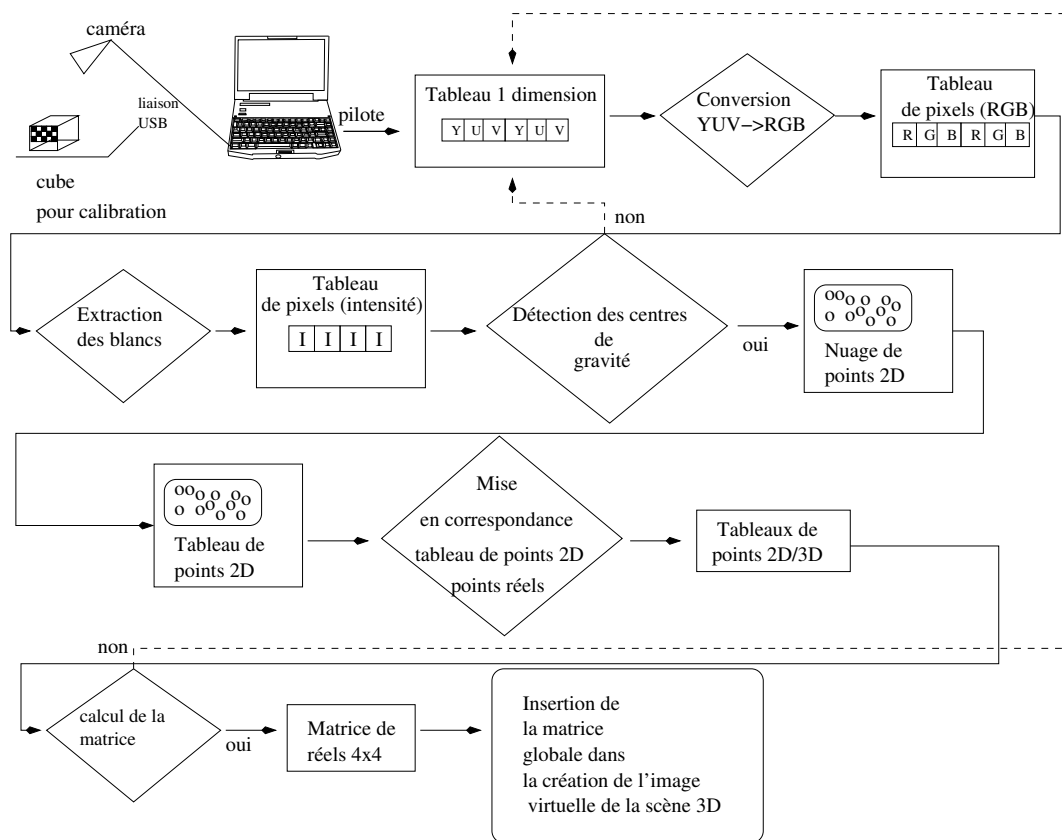 caméra
liaison
USB
cube
pour calibration
pilote
Tableau 1 dimension
Y U V Y U V
Conversion
YUV->RGB
Tableau
de pixels (RGB)
R G B R G B
non
Extraction
des blancs
Tableau
de pixels (intensité)
I I I I
Détection des centres
de
gravité
oui
Nuage de
points 2D
Tableau de
points 2D
Mise
en correspondance
tableau de points 2D
points réels
Tableaux de
points 2D/3D
non
calcul de la
matrice
oui
Matrice de
réels 4x4
Insertion de
la matrice
globale dans
la création de l'image
virtuelle de la scène 3D